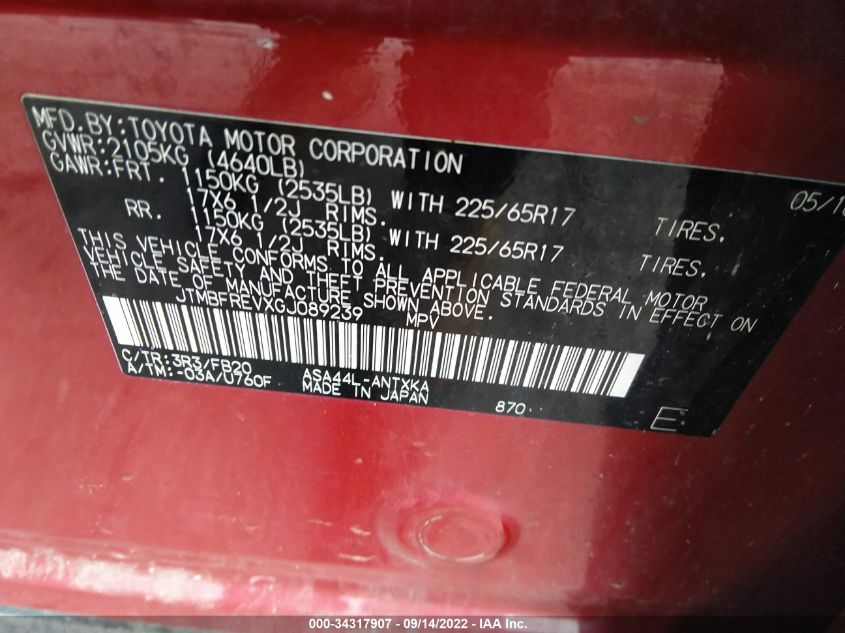 MFD.BY:TOYOTA MOTOR CORPORATION
GVWR:2105KG (4640LB)
GAWR:FRT. 1150KG (2535LB) WITH 225/65R17 TIRES. 
17X6 1/2J RIMS.
RR. 1150KG (2535LB) WITH 225/65R17 TIRES.
17X6 1/2J RIMS.
THIS VEHICLE CONFORMS TO ALL APPLICABLE FEDERAL MOTOR
VEHICLE SAFETY AND THEFT PREVENTION STANDARDS IN EFFECT ON
THE DATE OF MANUFACTURE SHOWN ABOVE.
JTMBFREVXGJ089239 MPV
C/TR:3R3/FB20 ASA44L-ANTXKA
A/TM:-03A/U760F MADE IN JAPAN 870 E:
000-34317907 / 09/14/2022 - IAA Inc.